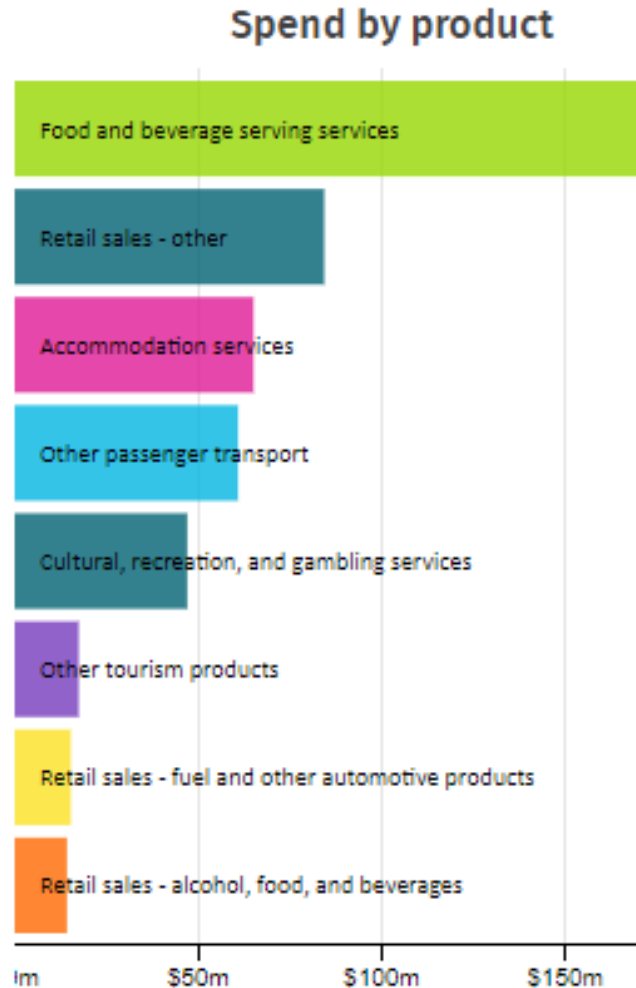 Spend by product
Food and beverage serving services
Retail sales - other
Accommodation services
Other passenger transport
Cultural, recreation, and gambling services
Other tourism products
Retail sales - fuel and other automotive products
Retail sales - alcohol, food, and beverages
$50m $100m $150m